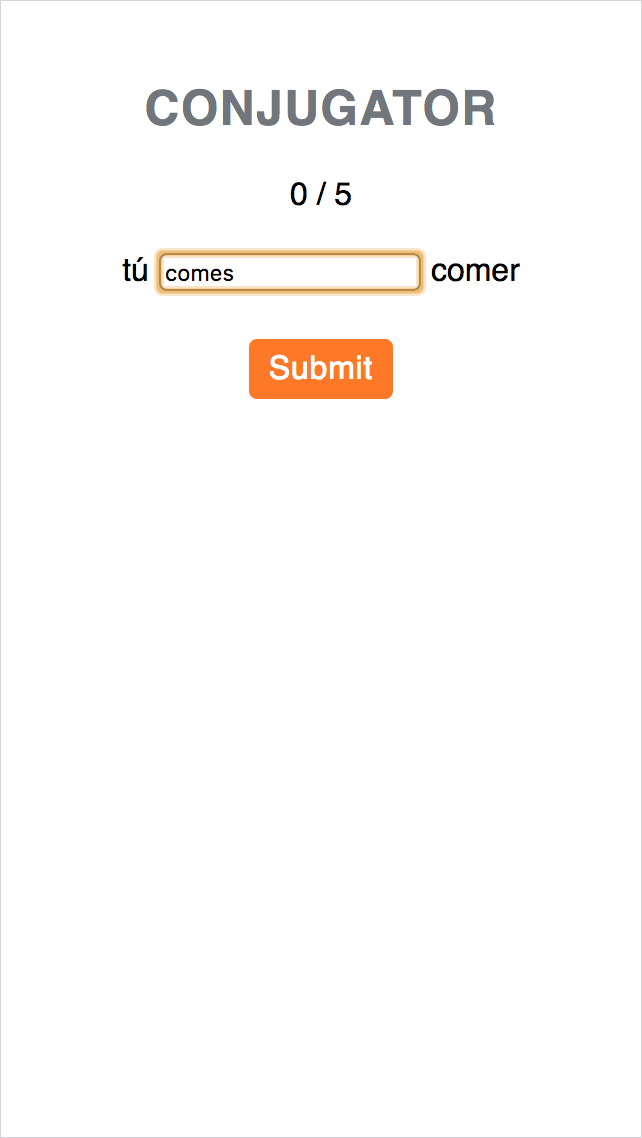 CONJUGATOR
0 / 5
tú comes comer
Submit